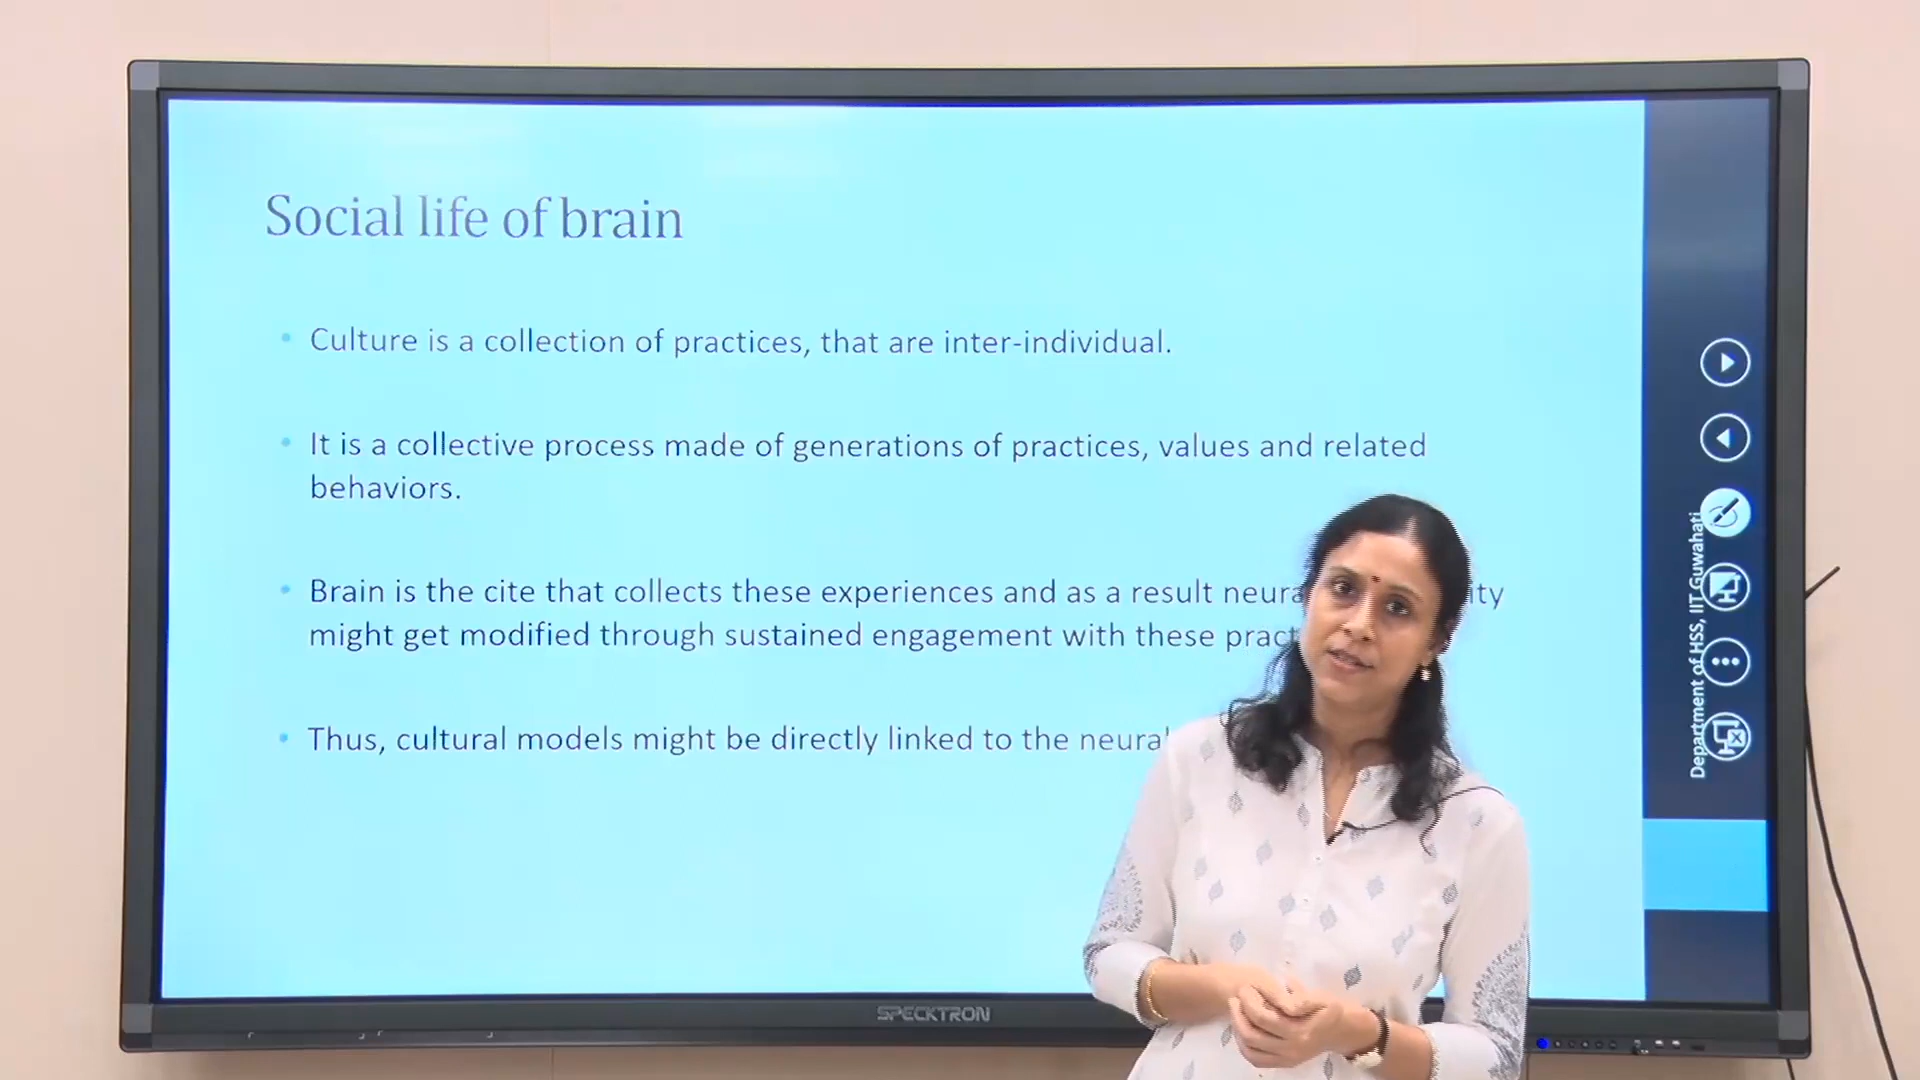 Social life of brain
• Culture is a collection of practices, that are inter-individual.
• It is a collective process made of generations of practices, values and related
behaviors.
• Brain is the cite that collects these experiences and as a result
might get modified through sustained engagement with these
• Thus, cultural models might be directly linked to the
Department of HSS, IIT Guwahati
SPECKTRON